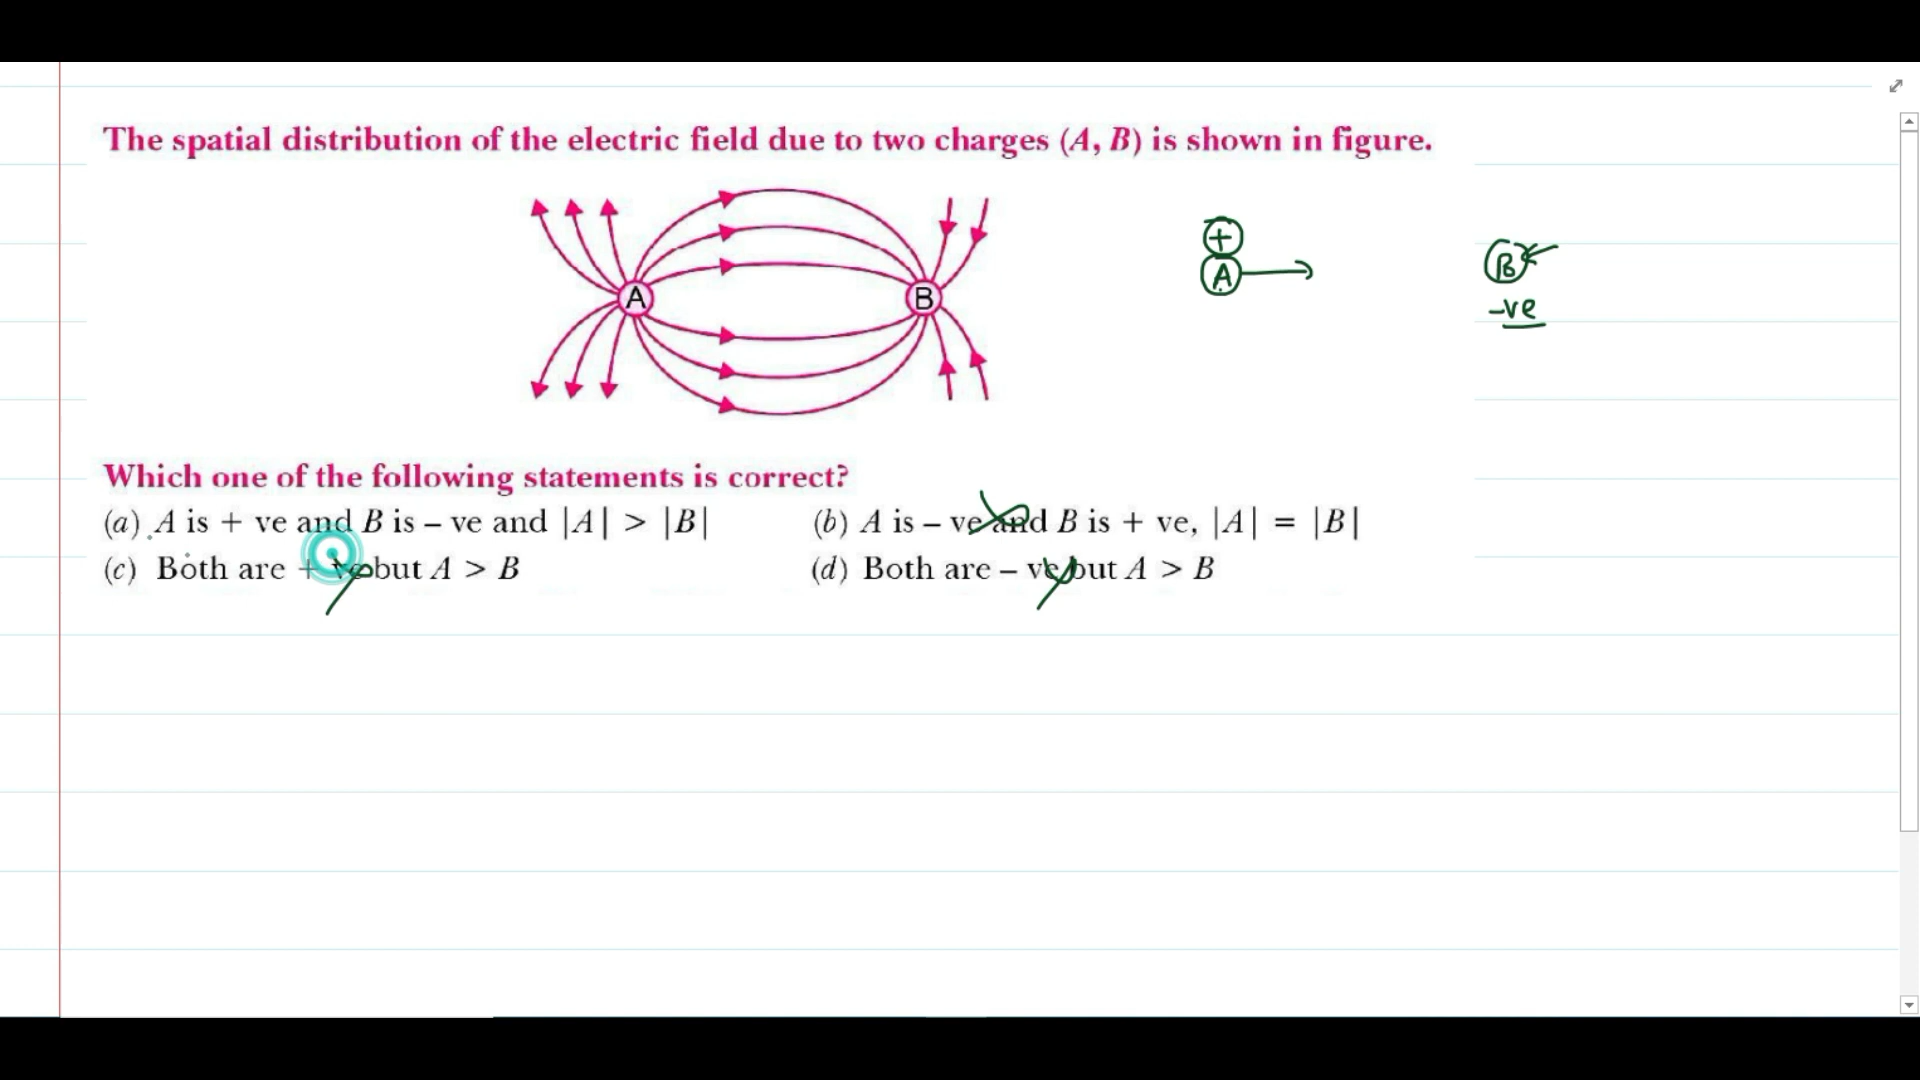 The spatial distribution of the electric field due to two charges (A, B) is shown in figure.
A
B
+
A
B
-ve
Which one of the following statements is correct?
(a) A is + ve and B is – ve and |A| > |B|
(b) A is – ve and B is + ve, |A| = |B|
(c) Both are + ve but A > B
(d) Both are – ve but A > B